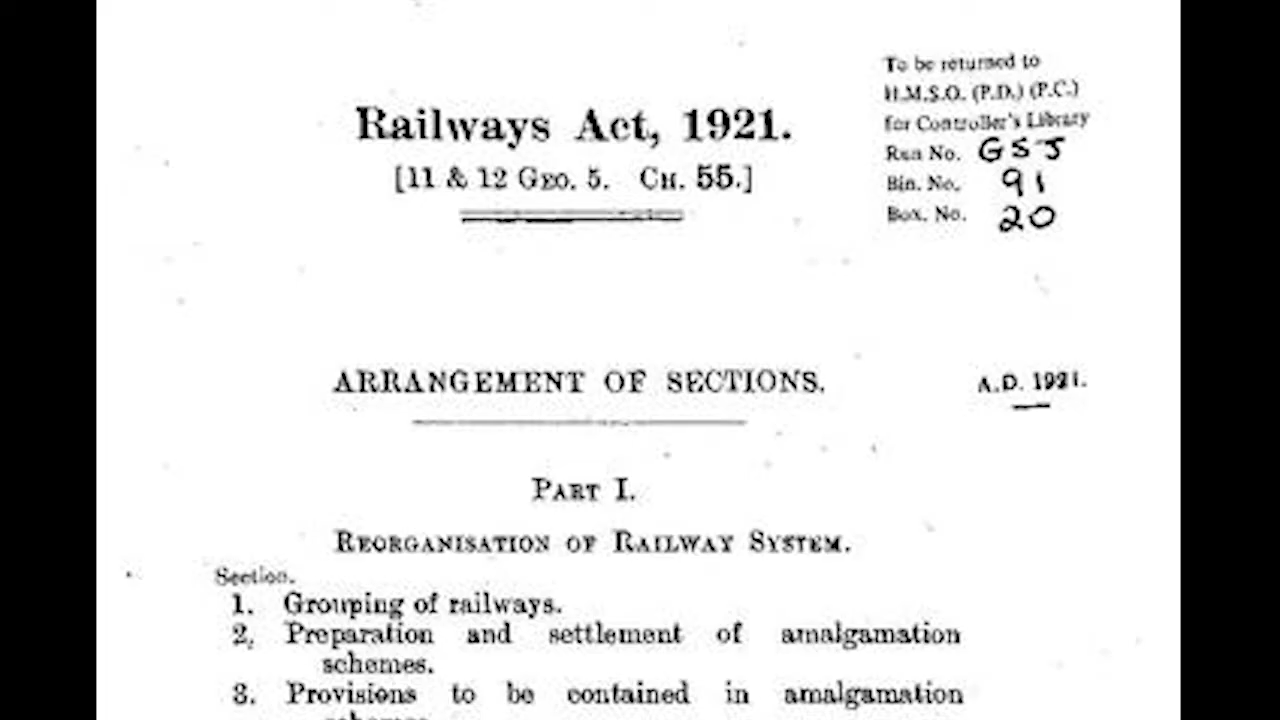 To be returned to
H.M.S.O. (P.D.) (P.C.)
for Controller's Library
Run No. GSJ
Bin. No. 91
Box. No. 20
Railways Act, 1921.
[11 & 12 GEO. 5. CH. 55.]
ARRANGEMENT OF SECTIONS.
A.D. 1921.
PART I.
REORGANISATION OF RAILWAY SYSTEM.
Section.
1. Grouping of railways.
2. Preparation and settlement of amalgamation
schemes.
3. Provisions to be contained in amalgamation
schemes.